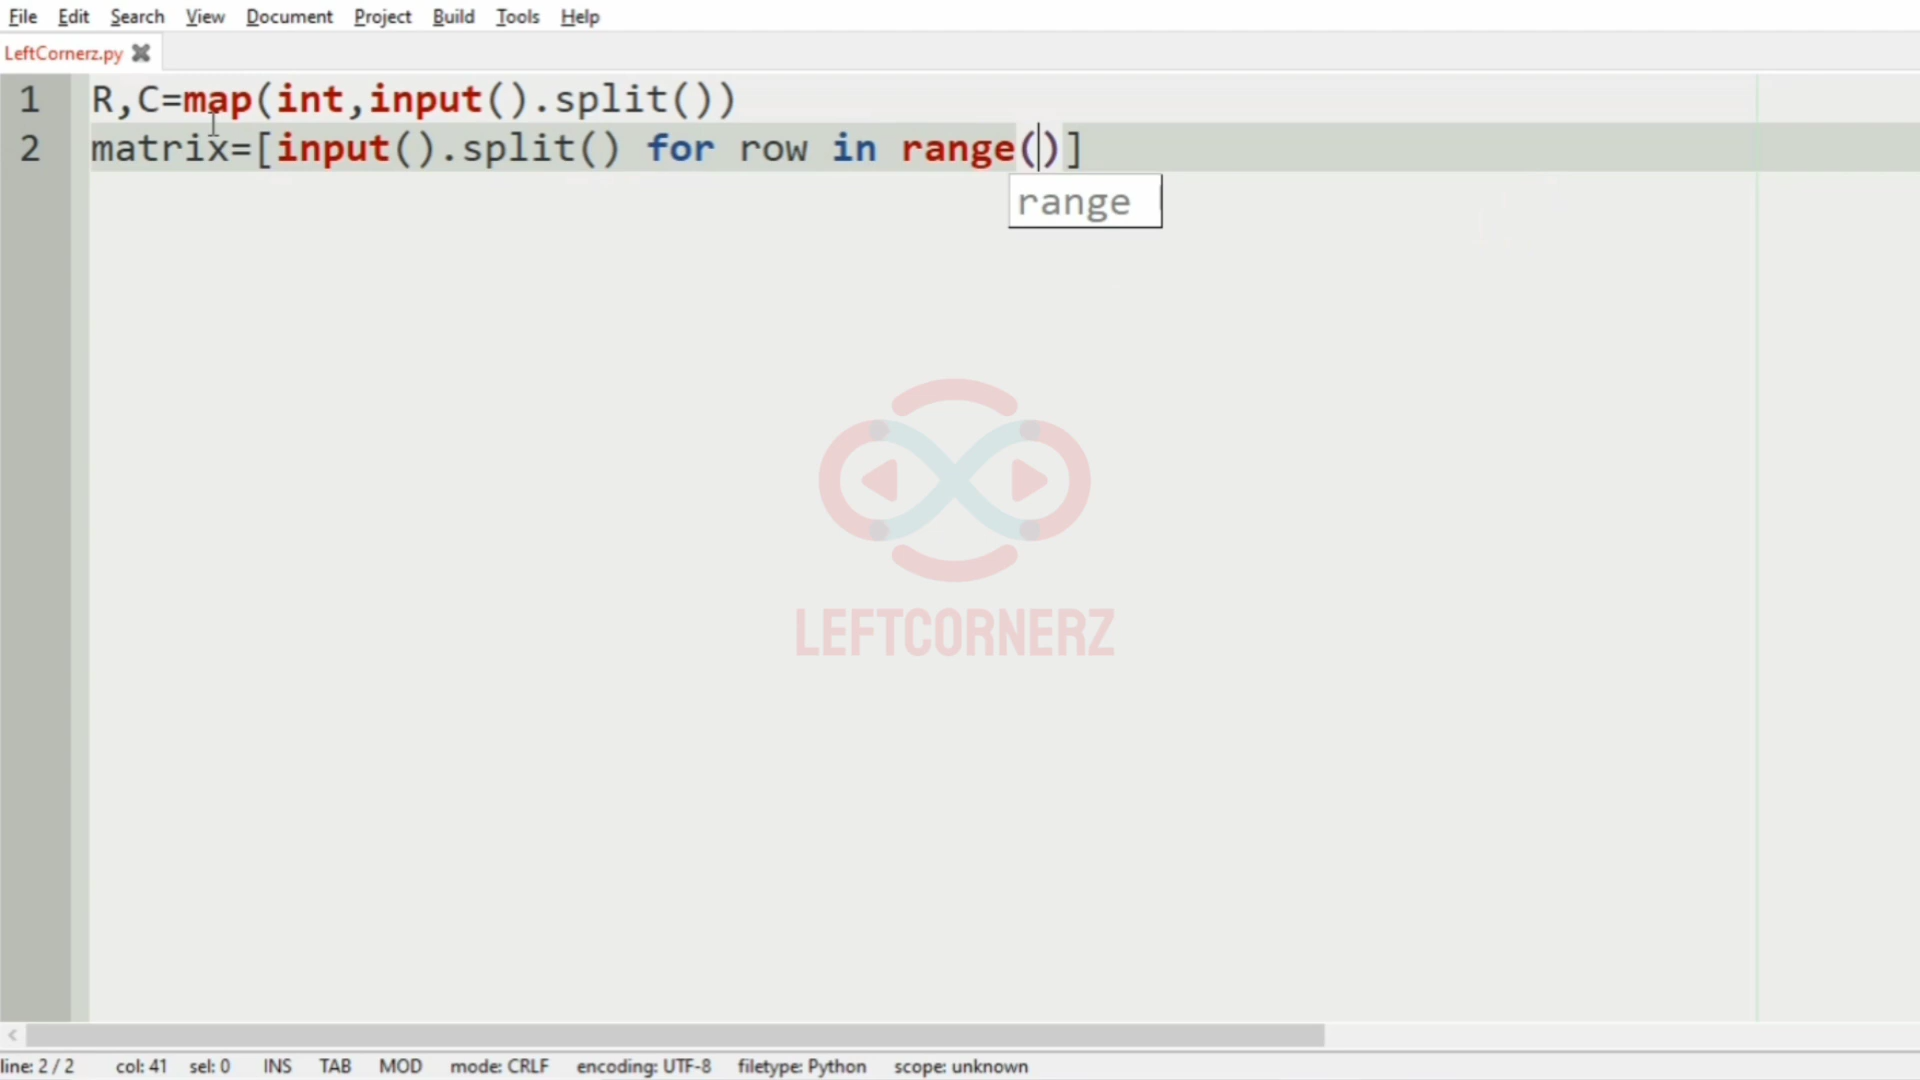 File Edit Search View Document Project Build Tools Help
LeftCornerz.py
1 R,C=map(int,input().split())
2 matrix=[input().split() for row in range()]
range
LEFTCORNERZ
line: 2 / 2 col: 41 sel: 0 INS TAB MOD mode: CRLF encoding: UTF-8 filetype: Python scope: unknown